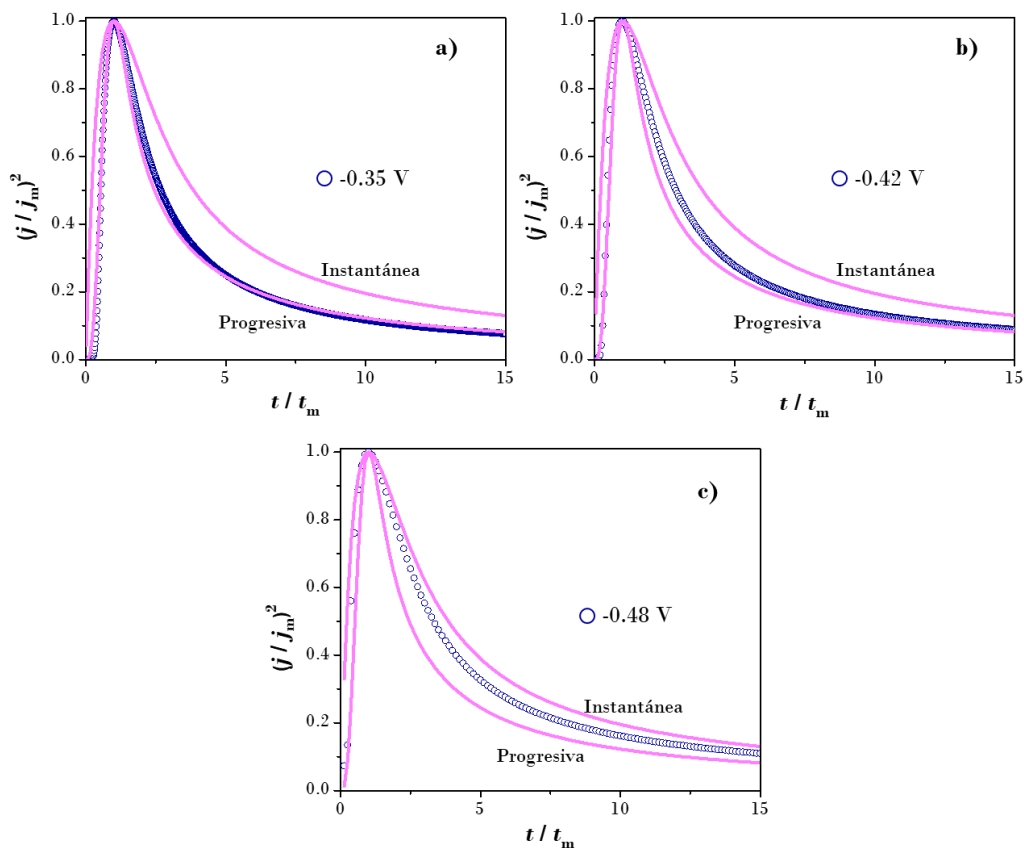 a)
1.0
0.8
0.6
0.4
0.2
0.0
(j / jm)2
-0.35 V
Instantánea
Progresiva
0 5 10 15
t / tm
b)
1.0
0.8
0.6
0.4
0.2
0.0
(j / jm)2
-0.42 V
Instantánea
Progresiva
0 5 10 15
t / tm
c)
1.0
0.8
0.6
0.4
0.2
0.0
(j / jm)2
-0.48 V
Instantánea
Progresiva
0 5 10 15
t / tm